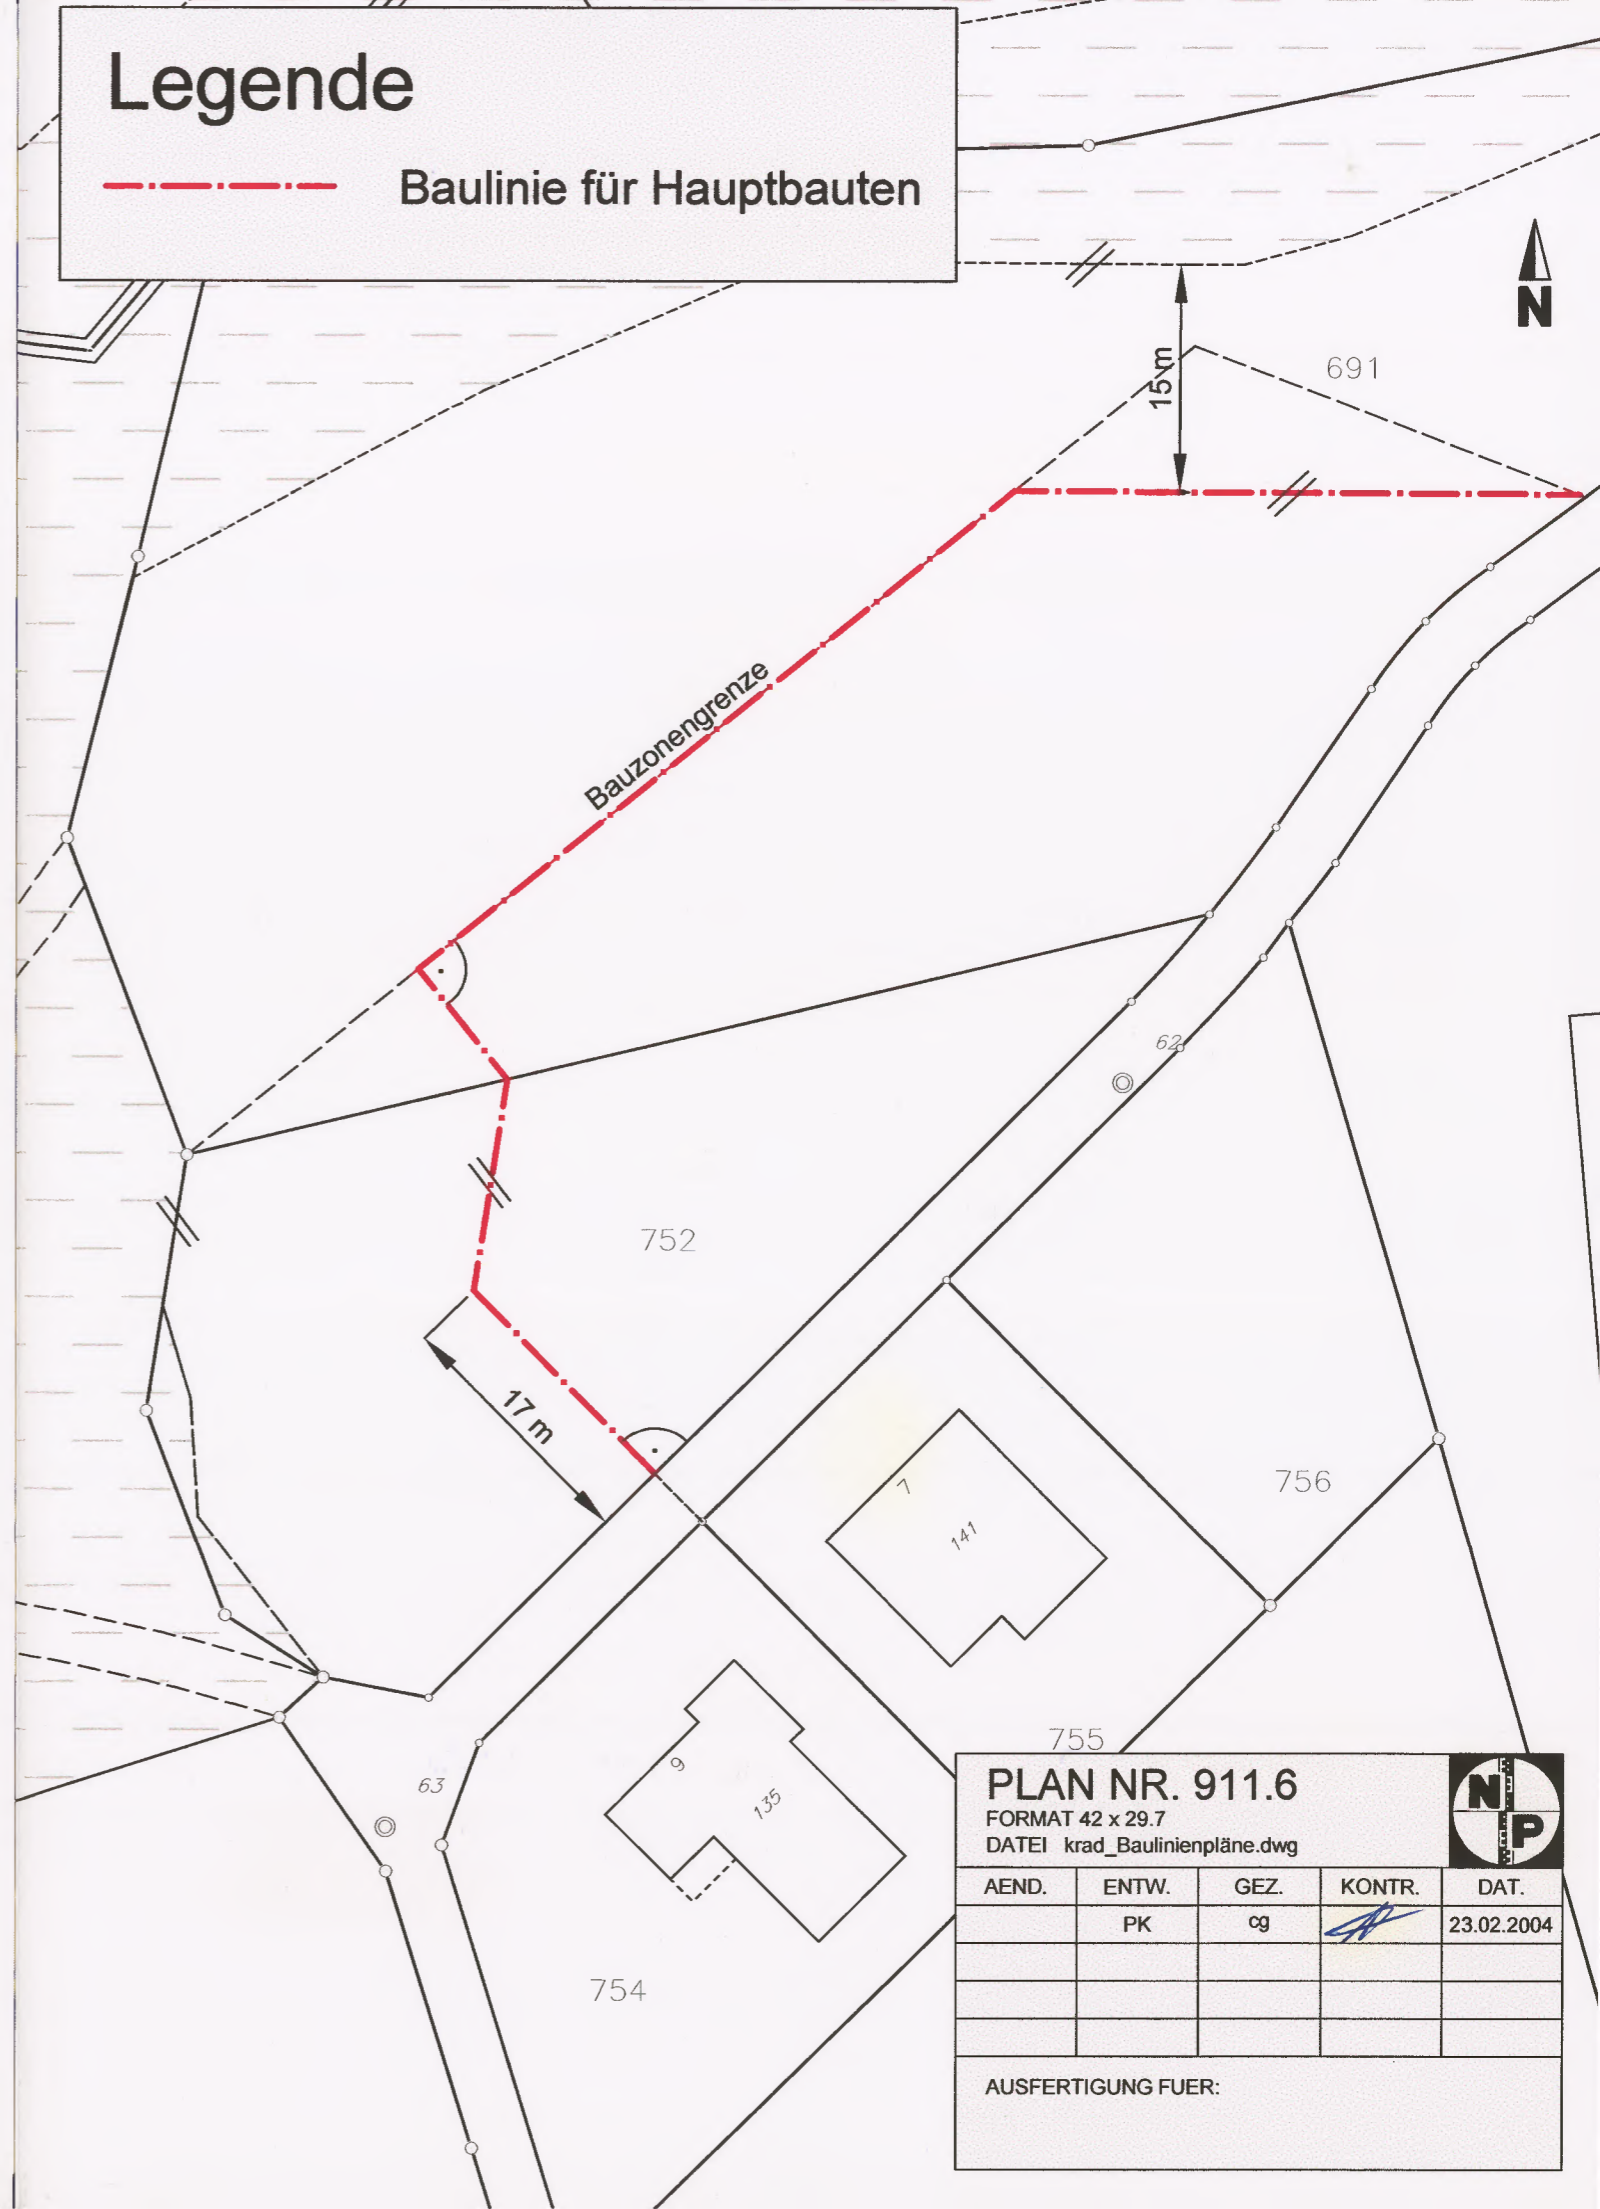 Legende
Baulinie für Hauptbauten
N
15 m
691
Bauzonengrenze
62
752
17 m
7
141
756
755
9
135
63
754
PLAN NR. 911.6
FORMAT 42 x 29.7
DATEI krad_Baulinienpläne.dwg
N P
AEND. ENTW. GEZ. KONTR. DAT.
PK cg 23.02.2004
AUSFERTIGUNG FUER: